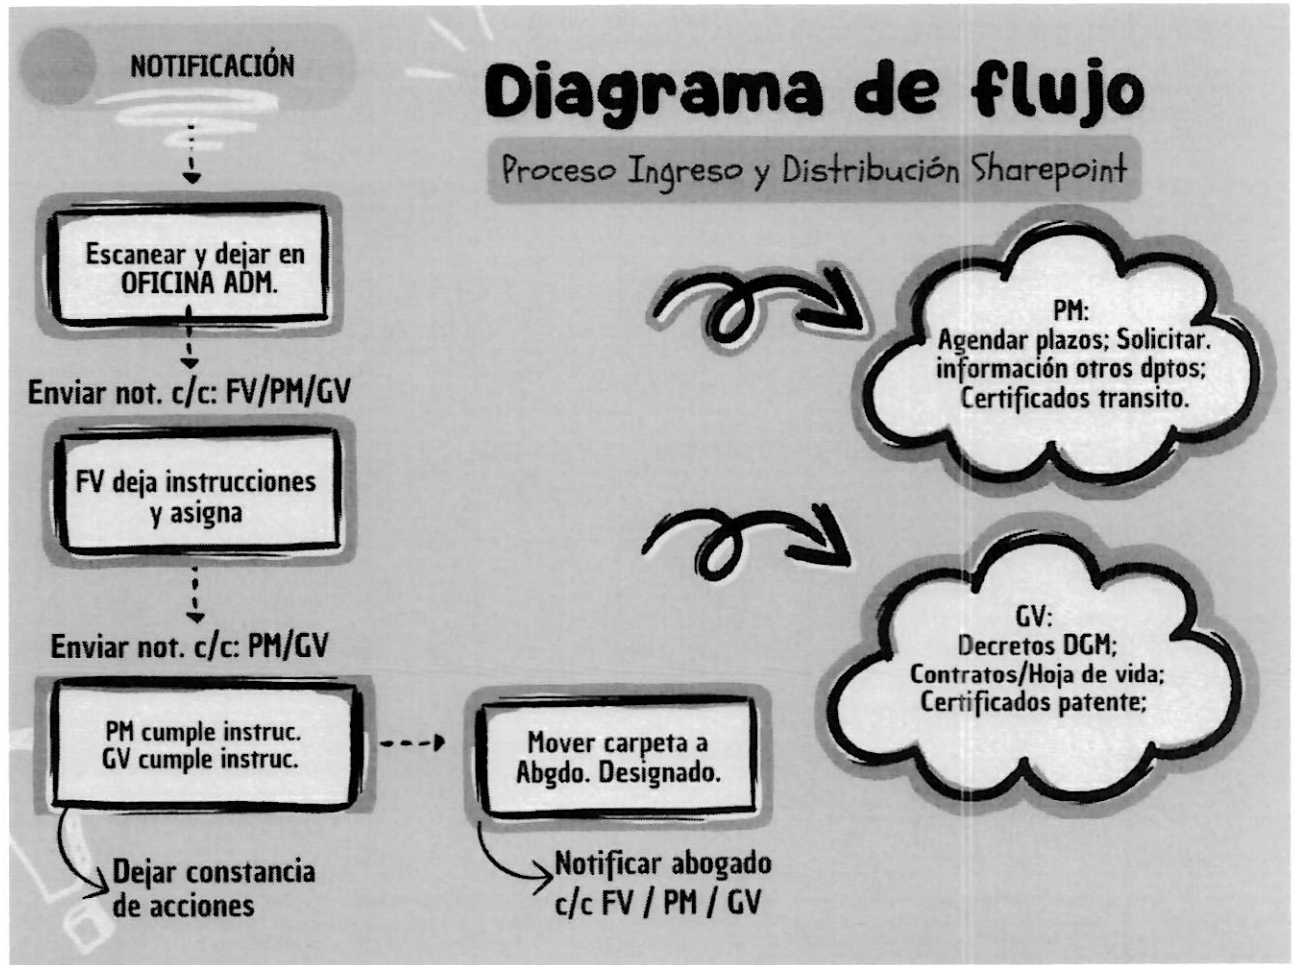 NOTIFICACIÓN
Diagrama de flujo
Proceso Ingreso y Distribución Sharepoint
Escanear y dejar en
OFICINA ADM.
Enviar not. c/c: FV/PM/GV
FV deja instrucciones
y asigna
Enviar not. c/c: PM/GV
PM cumple instruc.
GV cumple instruc.
Dejar constancia
de acciones
Mover carpeta a
Abgdo. Designado.
Notificar abogado
c/c FV / PM / GV
PM:
Agendar plazos; Solicitar.
información otros dptos;
Certificados transito.
GV:
Decretos DGM;
Contratos/Hoja de vida;
Certificados patente;